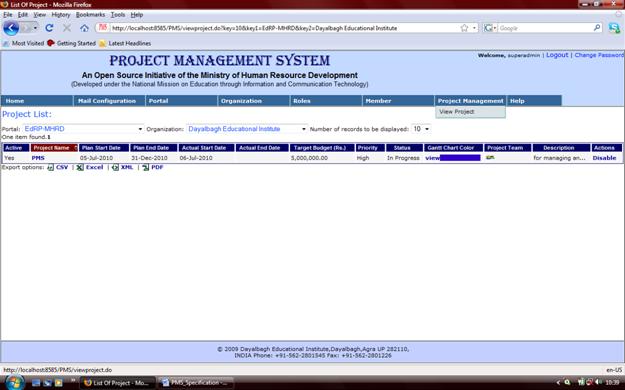 List Of Project - Mozilla Firefox
File Edit View History Bookmarks Tools Help
http://localhost:8585/PMS/viewproject.do?key=10&key1=EdRP-MHRD&key2=Dayalbagh Educational Institute
Google
Most Visited Getting Started Latest Headlines
PROJECT MANAGEMENT SYSTEM
Welcome, superadmin | Logout | Change Password
An Open Source Initiative of the Ministry of Human Resource Development
(Developed under the National Mission on Education through Information and Communication Technology)
Home Mail Configuration Portal Organization Roles Member Project Management Help
View Project
Project List:
Portal: EdRP-MHRD Organization: Dayalbagh Educational Institute Number of records to be displayed: 10
One item found.1
Active Project Name Plan Start Date Plan End Date Actual Start Date Actual End Date Target Budget (Rs.) Priority Status Gantt Chart Color Project Team Description Actions
Yes PMS 05-Jul-2010 31-Dec-2010 06-Jul-2010 5,000,000.00 High In Progress view for managing an... Disable
Export options: CSV | Excel | XML | PDF
© 2009 Dayalbagh Educational Institute,Dayalbagh,Agra UP 282110,
INDIA Phone: +91-562-2801545 Fax: +91-562-2801226
http://localhost:8585/PMS/viewproject.do en-US
List Of Project - Mo... PMS_Specification -... 10:39